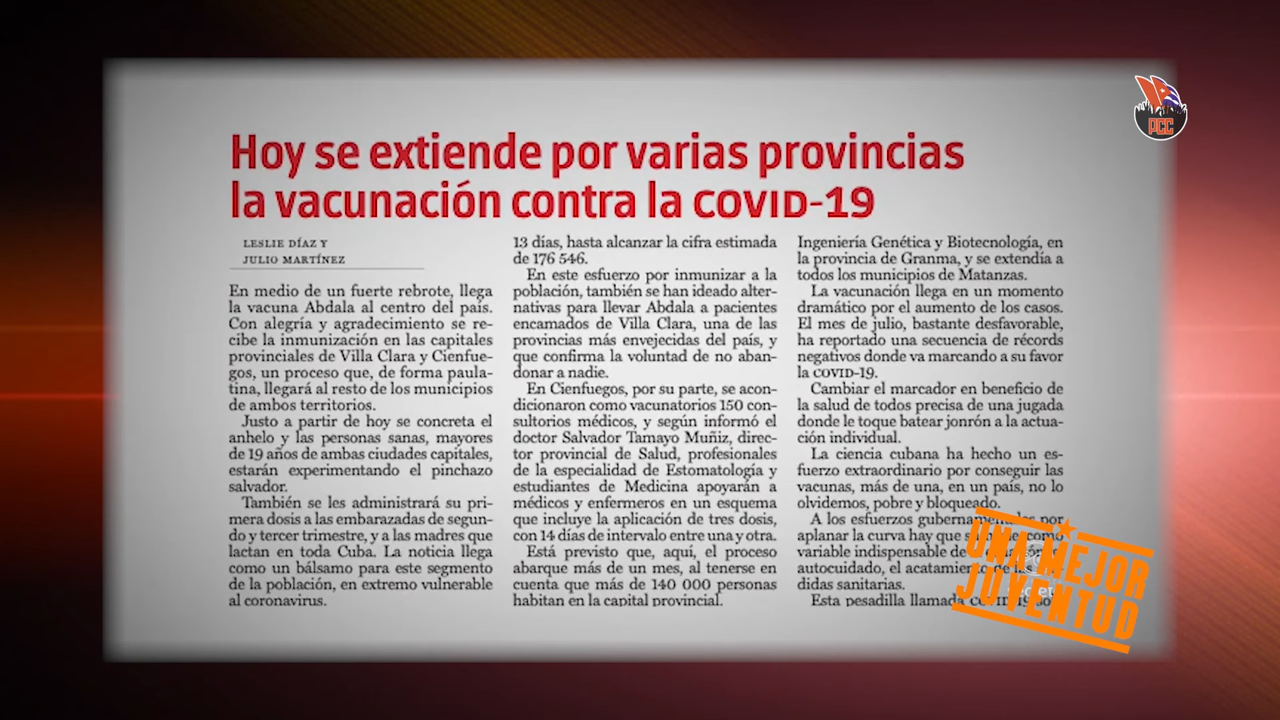 Hoy se extiende por varias provincias
la vacunación contra la COVID-19
LESLIE DÍAZ Y
JULIO MARTÍNEZ
En medio de un fuerte rebrote, llega
la vacuna Abdala al centro del país.
Con alegría y agradecimiento se re-
cibe la inmunización en las capitales
provinciales de Villa Clara y Cienfue-
gos, un proceso que, de forma paula-
tina, llegará al resto de los municipios
de ambos territorios.
Justo a partir de hoy se concreta el
anhelo y las personas sanas, mayores
de 19 años de ambas ciudades capitales,
estarán experimentando el pinchazo
salvador.
También se les administrará su pri-
mera dosis a las embarazadas de segun-
do y tercer trimestre, y a las madres que
lactan en toda Cuba. La noticia llega
como un bálsamo para este segmento
de la población, en extremo vulnerable
al coronavirus.
13 días, hasta alcanzar la cifra estimada
de 176 546.
En este esfuerzo por inmunizar a la
población, también se han ideado alter-
nativas para llevar Abdala a pacientes
encamados de Villa Clara, una de las
provincias más envejecidas del país, y
que confirma la voluntad de no aban-
donar a nadie.
En Cienfuegos, por su parte, se acon-
dicionaron como vacunatorios 150 con-
sultorios médicos, y según informó el
doctor Salvador Tamayo Muñiz, direc-
tor provincial de Salud, profesionales
de la especialidad de Estomatología y
estudiantes de Medicina apoyarán a
médicos y enfermeros en un esquema
que incluye la aplicación de tres dosis,
con 14 días de intervalo entre una y otra.
Está previsto que, aquí, el proceso
abarque más de un mes, al tenerse en
cuenta que más de 140 000 personas
habitan en la capital provincial.
Ingeniería Genética y Biotecnología, en
la provincia de Granma, y se extendía a
todos los municipios de Matanzas.
La vacunación llega en un momento
dramático por el aumento de los casos.
El mes de julio, bastante desfavorable,
ha reportado una secuencia de récords
negativos donde va marcando a su favor
la COVID-19.
Cambiar el marcador en beneficio de
la salud de todos precisa de una jugada
donde le toque batear jonrón a la actua-
ción individual.
La ciencia cubana ha hecho un es-
fuerzo extraordinario por conseguir las
vacunas, más de una, en un país, no lo
olvidemos, pobre y bloqueado.
A los esfuerzos gubernamentales por
aplanar la curva hay que como
variable indispensable de
autocuidado, el acatamiento de las
didas sanitarias.
Esta pesadilla llamada COVID-19
PCC
UNA MEJOR
JUVENTUD